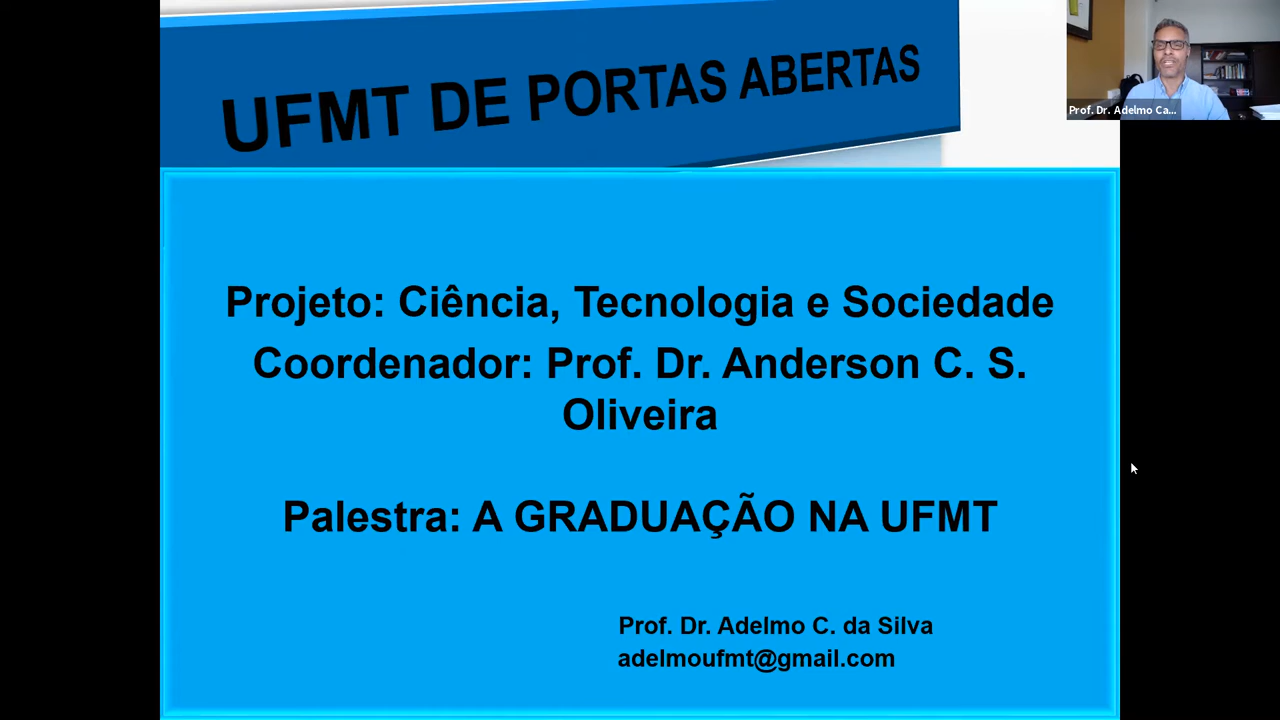 UFMT DE PORTAS ABERTAS
Prof. Dr. Adelmo Ca...
Projeto: Ciência, Tecnologia e Sociedade
Coordenador: Prof. Dr. Anderson C. S.
Oliveira
Palestra: A GRADUAÇÃO NA UFMT
Prof. Dr. Adelmo C. da Silva
adelmoufmt@gmail.com